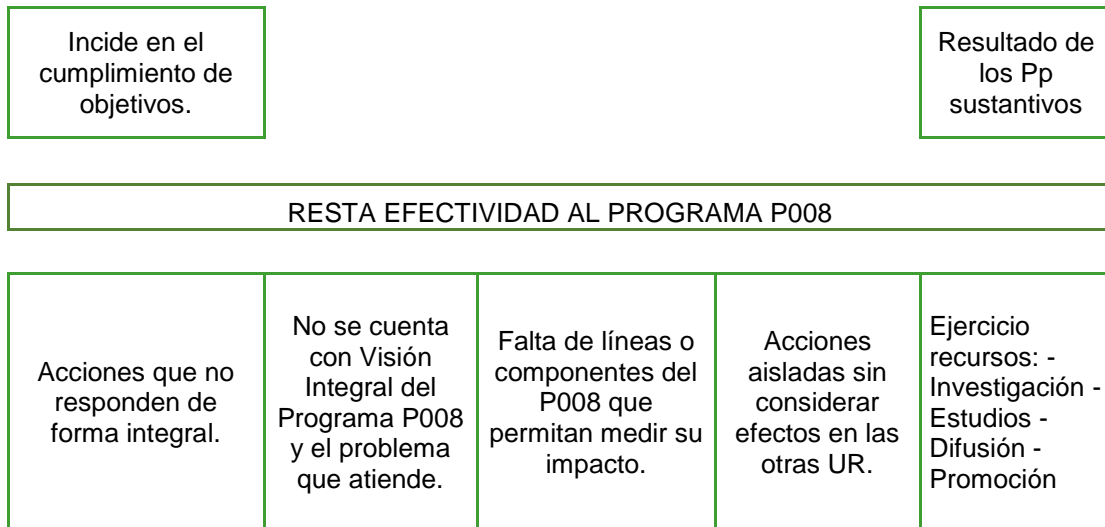 Incide en el
cumplimiento de
objetivos.
Resultado de
los Pp
sustantivos
RESTA EFECTIVIDAD AL PROGRAMA P008
Acciones que no
responden de
forma integral.
No se cuenta
con Visión
Integral del
Programa P008
y el problema
que atiende.
Falta de líneas o
componentes del
P008 que
permitan medir su
impacto.
Acciones
aisladas sin
considerar
efectos en las
otras UR.
Ejercicio
recursos: -
Investigación -
Estudios -
Difusión -
Promoción